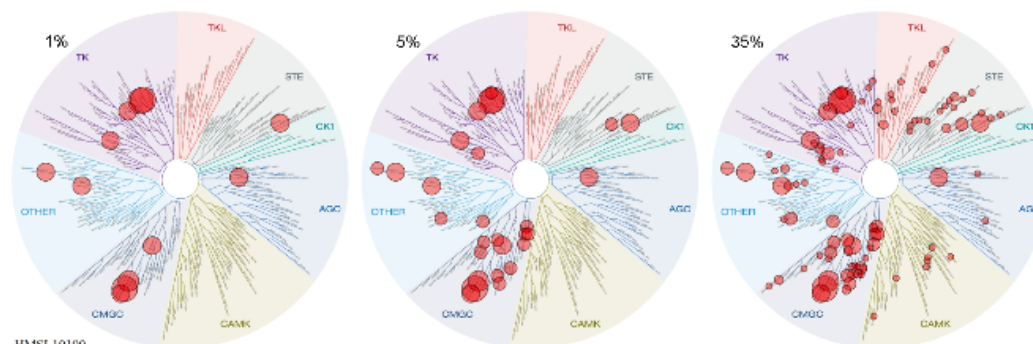 1%
TK
TKL
STE
CK1
AGC
CAMK
CMGC
OTHER
5%
TK
TKL
STE
CK1
AGC
CAMK
CMGC
OTHER
35%
TK
TKL
STE
CK1
AG
CAMK
CMGC
OTHER